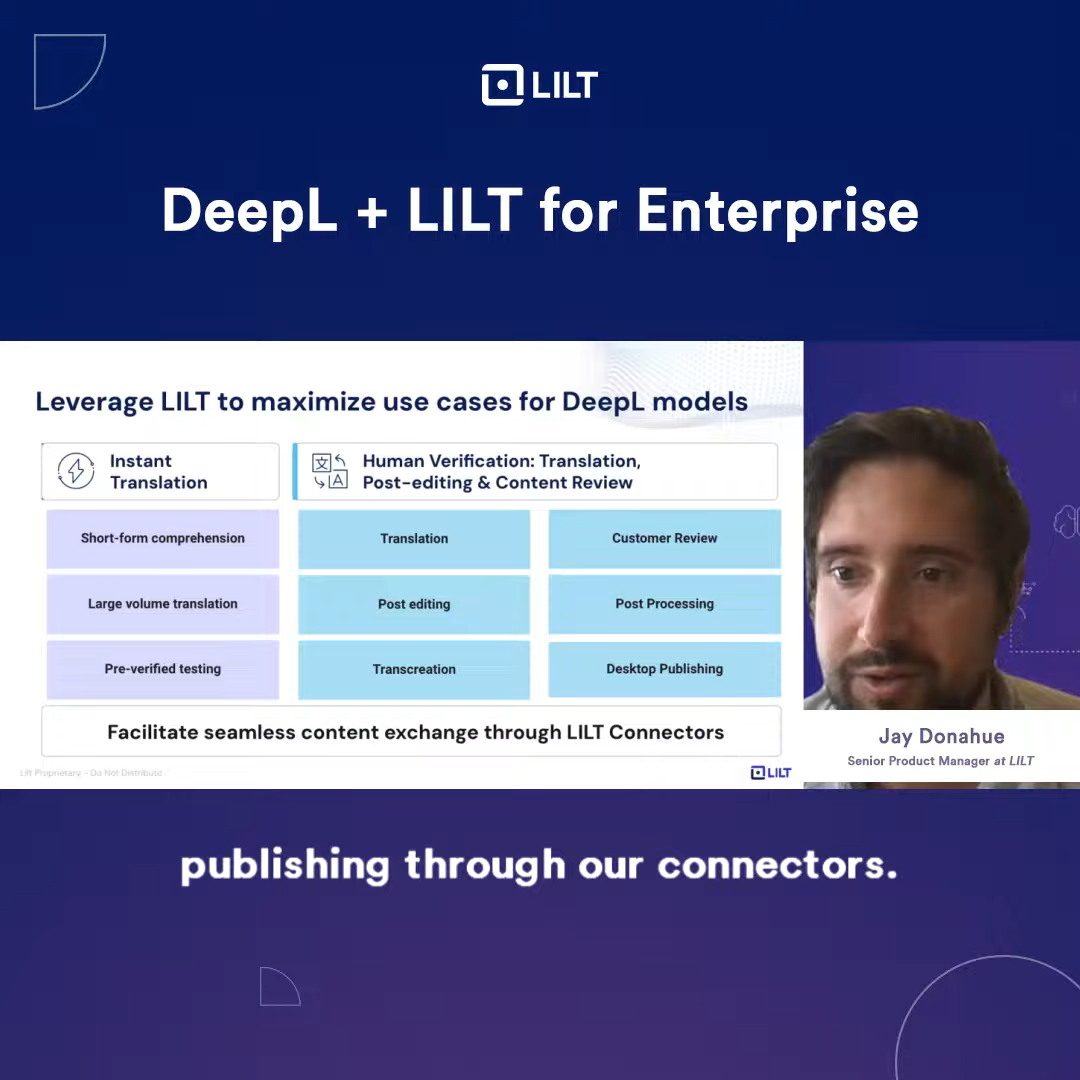 LILT
DeepL + LILT for Enterprise
Leverage LILT to maximize use cases for DeepL models
Instant
Translation
文
A
Human Verification: Translation,
Post-editing & Content Review
Short-form comprehension
Translation
Customer Review
Large volume translation
Post editing
Post Processing
Pre-verified testing
Transcreation
Desktop Publishing
Facilitate seamless content exchange through LILT Connectors
Lilt Proprietary - Do Not Distribute
LILT
Jay Donahue
Senior Product Manager at LILT
publishing through our connectors.